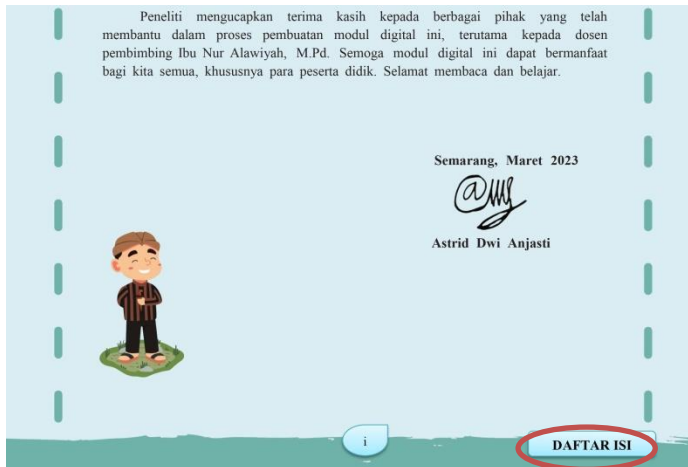 Peneliti mengucapkan terima kasih kepada berbagai pihak yang telah
membantu dalam proses pembuatan modul digital ini, terutama kepada dosen
pembimbing Ibu Nur Alawiyah, M.Pd. Semoga modul digital ini dapat bermanfaat
bagi kita semua, khususnya para peserta didik. Selamat membaca dan belajar.
Semarang, Maret 2023
Astrid Dwi Anjasti
i
DAFTAR ISI